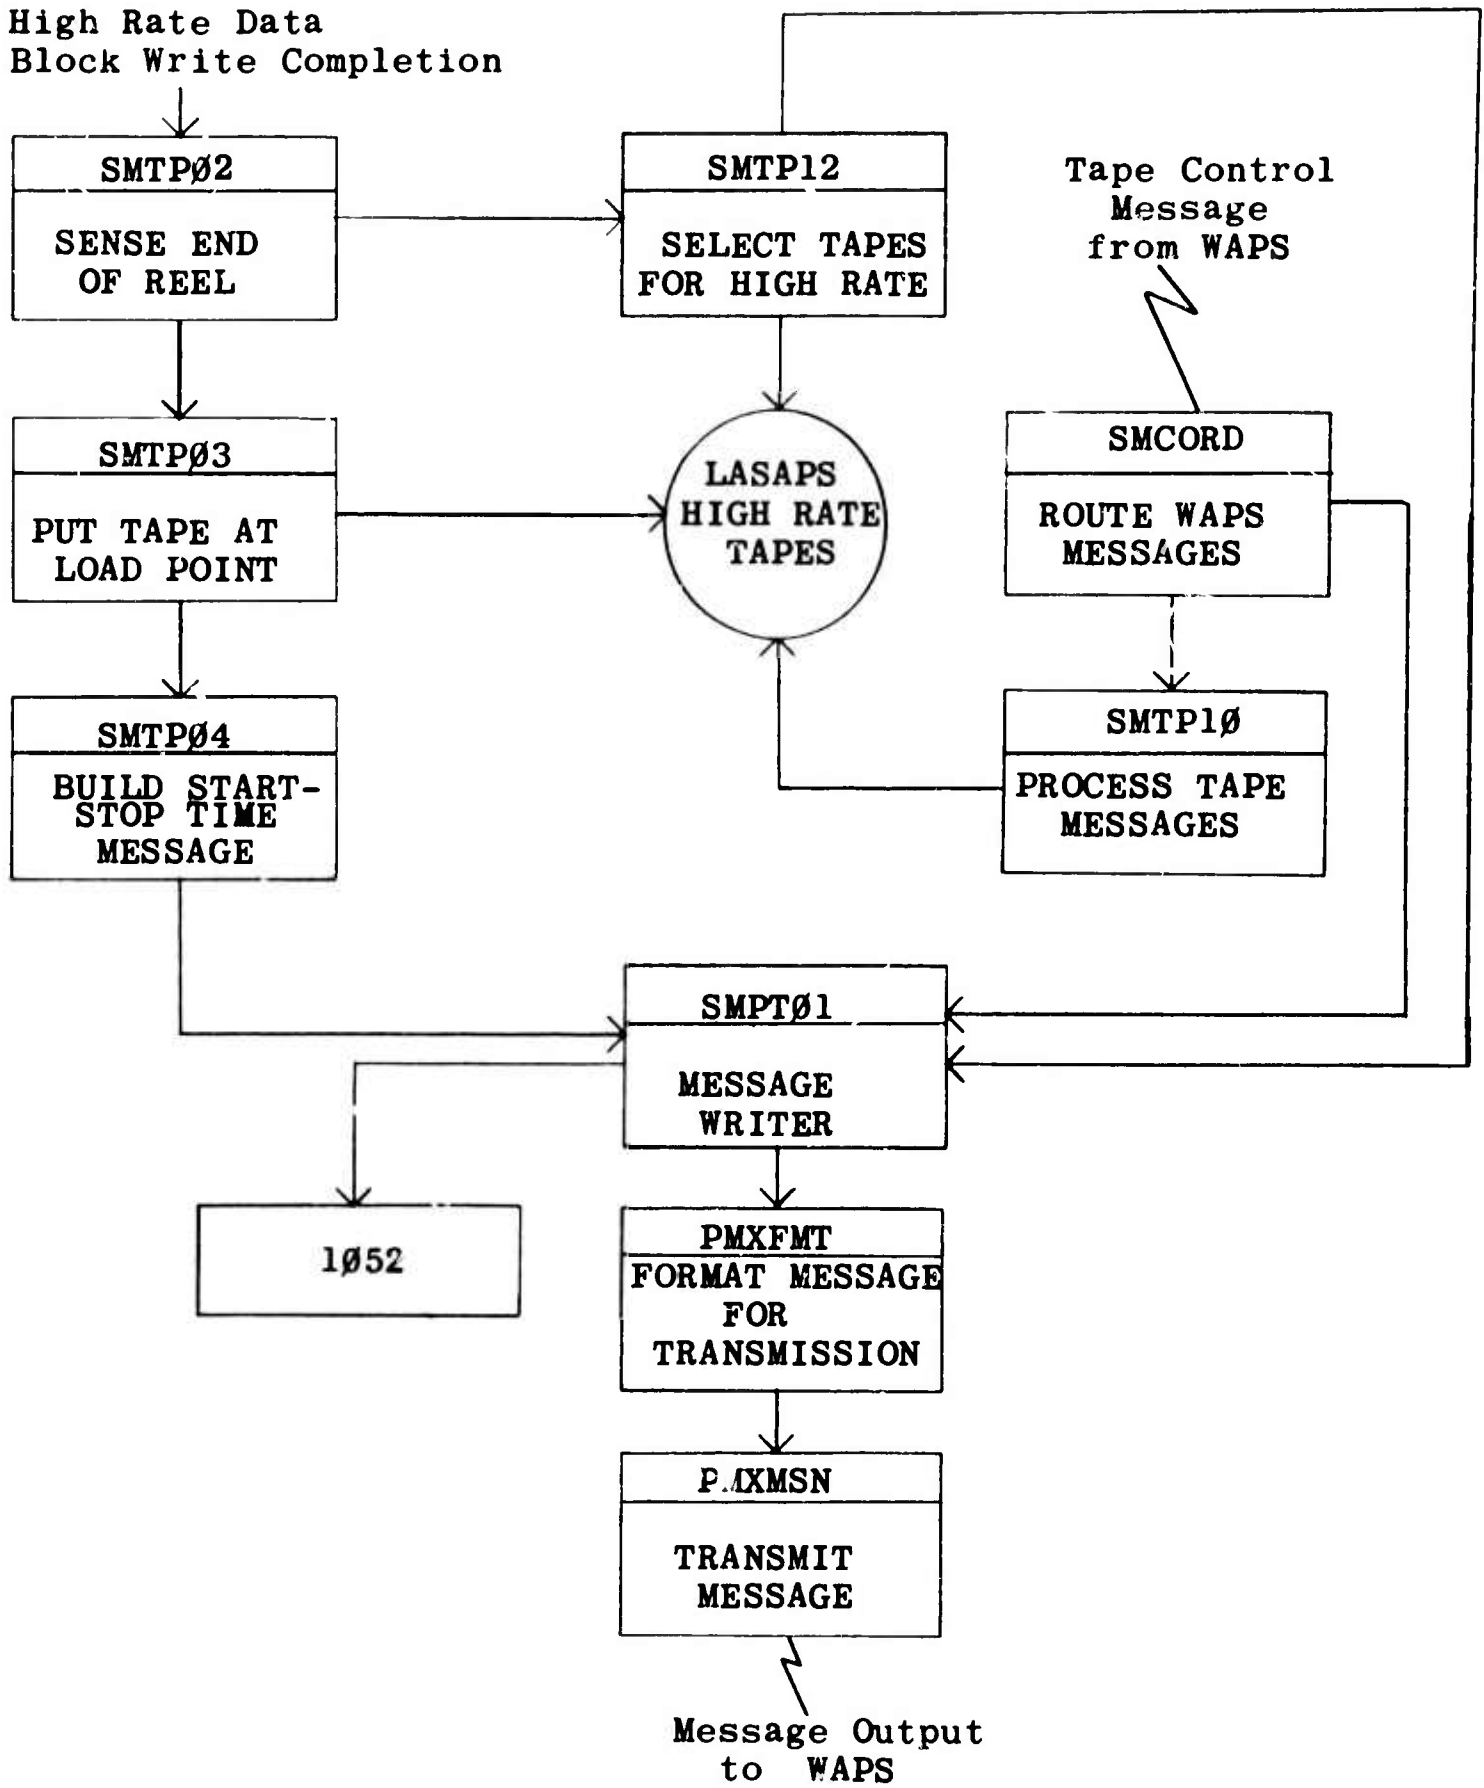 High Rate Data
Block Write Completion
SMTPØ2
SENSE END
OF REEL
SMTP12
SELECT TAPES
FOR HIGH RATE
Tape Control
Message
from WAPS
SMTPØ3
PUT TAPE AT
LOAD POINT
LASAPS
HIGH RATE
TAPES
SMCORD
ROUTE WAPS
MESSAGES
SMTPØ4
BUILD START-
STOP TIME
MESSAGE
SMTP1Ø
PROCESS TAPE
MESSAGES
SMPTØ1
MESSAGE
WRITER
1Ø52
PMXFMT
FORMAT MESSAGE
FOR
TRANSMISSION
PMXMSN
TRANSMIT
MESSAGE
Message Output
to WAPS